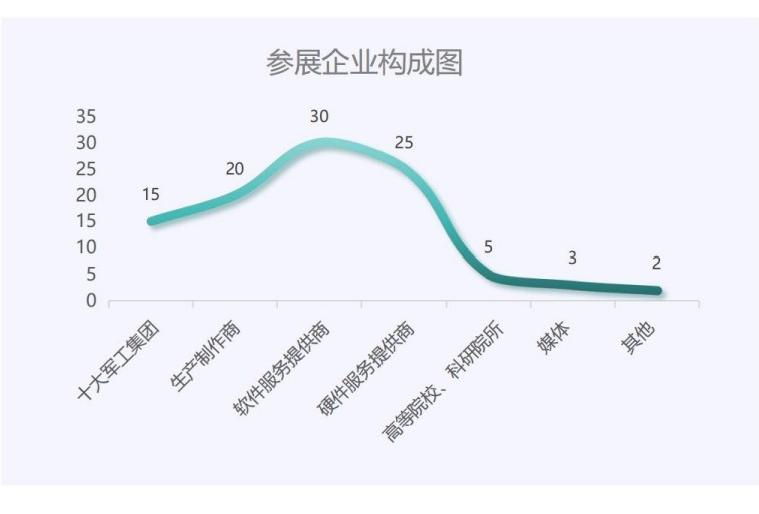 参展企业构成图
35
30
25
20
15
10
5
0
15
20
30
25
5
3
2
十大军工集团
生产制作商
软件服务提供商
硬件服务提供商
高等院校、科研院所
媒体
其他